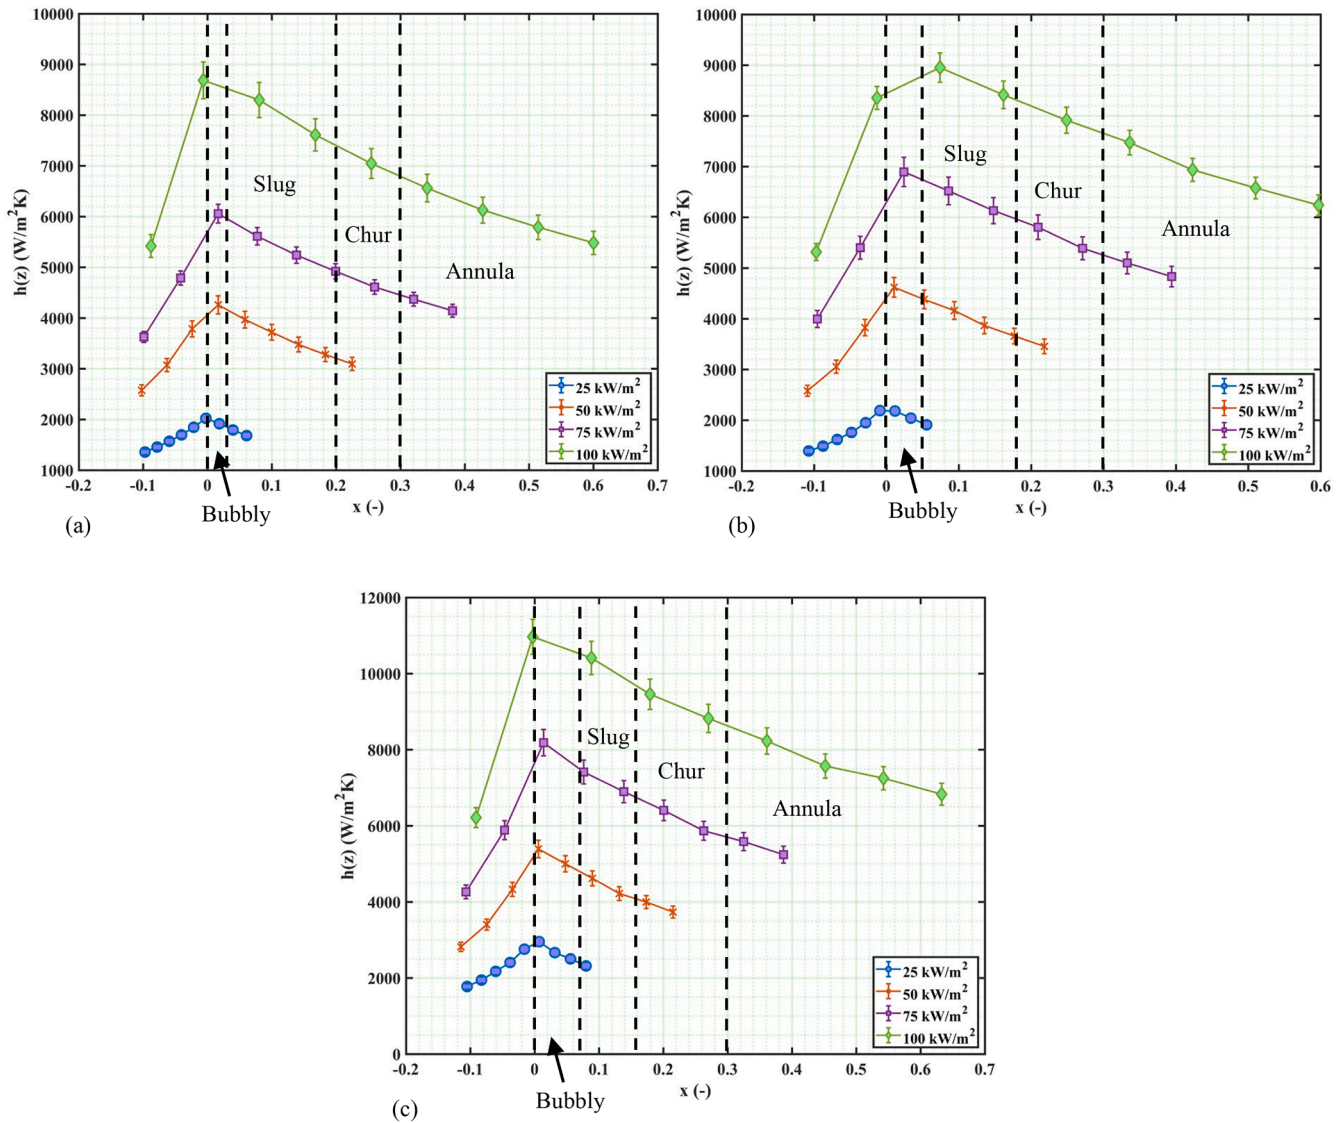 10000
9000
8000
7000
6000
5000
4000
3000
2000
1000
h(z) (W/m²K)
Slug
Chur
Annula
25 kW/m²
50 kW/m²
75 kW/m²
100 kW/m²
-0.2 -0.1 0 0.1 0.2 0.3 0.4 0.5 0.6 0.7
x (-)
Bubbly
(a)
10000
9000
8000
7000
6000
5000
4000
3000
2000
1000
h(z) (W/m²K)
Slug
Chur
Annula
25 kW/m²
50 kW/m²
75 kW/m²
100 kW/m²
-0.2 -0.1 0 0.1 0.2 0.3 0.4 0.5 0.6
x (-)
Bubbly
(b)
12000
10000
8000
6000
4000
2000
0
h(z) (W/m²K)
Slug
Chur
Annula
25 kW/m²
50 kW/m²
75 kW/m²
100 kW/m²
-0.2 -0.1 0 0.1 0.2 0.3 0.4 0.5 0.6 0.7
x (-)
Bubbly
(c)